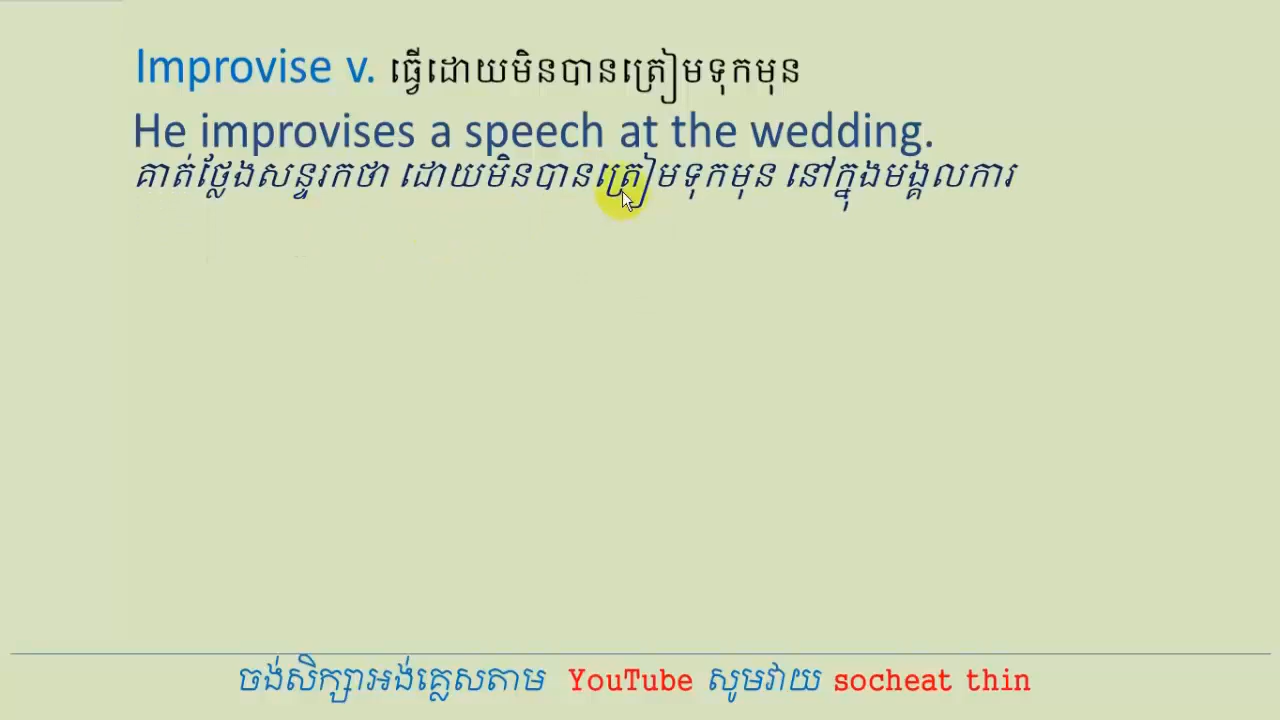 Improvise v. ធ្វើដោយមិនបានត្រៀមទុកមុន
He improvises a speech at the wedding.
គាត់ថ្លែងសន្ទរកថា ដោយមិនបានត្រៀមទុកមុន នៅក្នុងមង្គលការ
ចង់សិក្សាអង់គ្លេសតាម YouTube សូមវាយ socheat thin